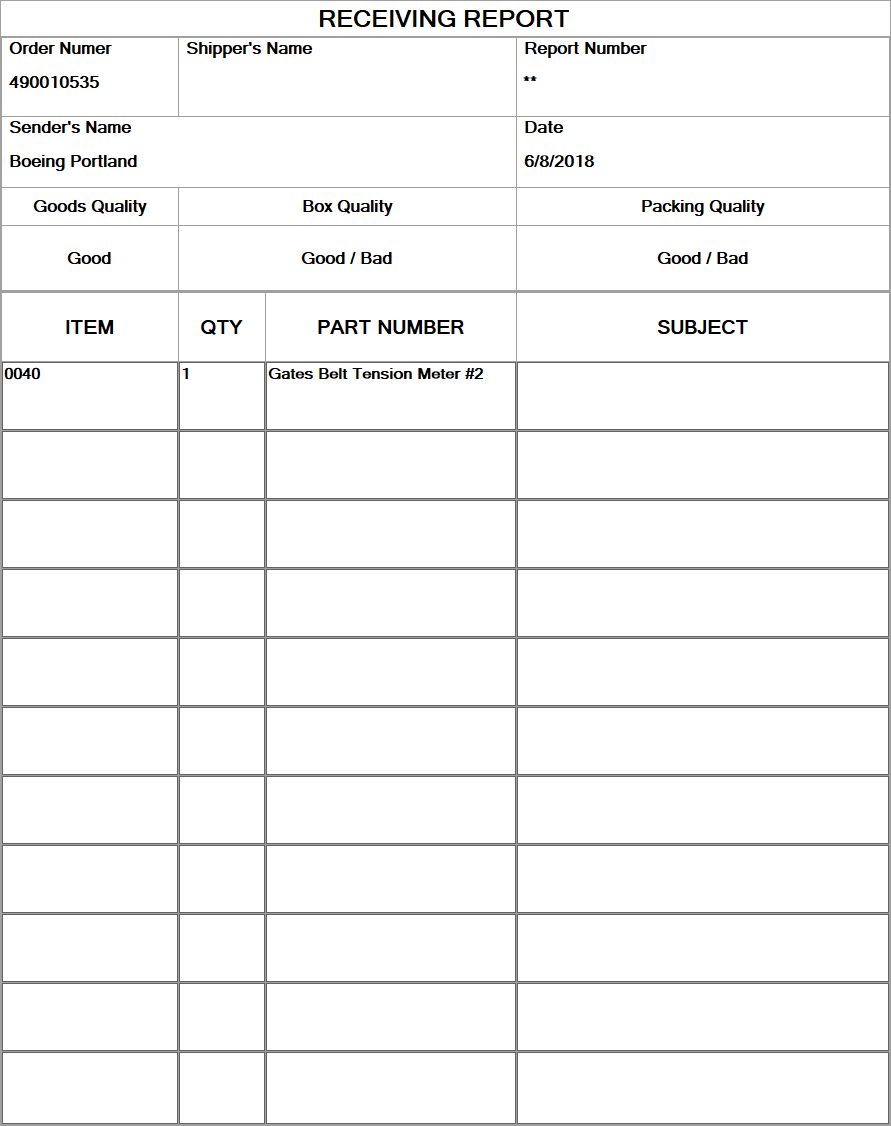 RECEIVING REPORT
Order Numer
490010535
Shipper's Name
Report Number
**
Sender's Name
Boeing Portland
Date
6/8/2018
Goods Quality Box Quality Packing Quality
Good Good / Bad Good / Bad
ITEM QTY PART NUMBER SUBJECT
0040 1 Gates Belt Tension Meter #2